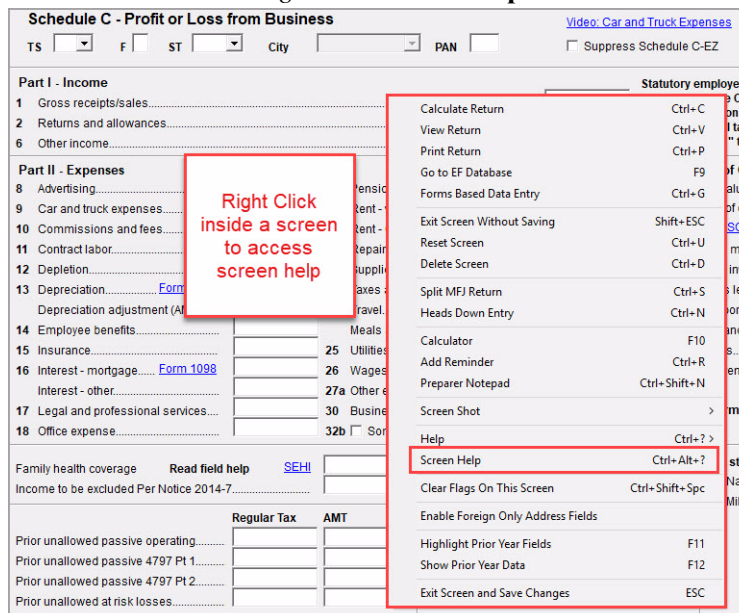 Schedule C - Profit or Loss from Business
Video: Car and Truck Expenses
TS F ST City PAN Suppress Schedule C-EZ
Part I - Income
Statutory
1 Gross receipts/sales
2 Returns and allowances
6 Other income
Part II - Expenses
8 Advertising
9 Car and truck expenses
Rent -
10 Commissions and fees
Rent -
11 Contract labor
12 Depletion
13 Depreciation
Depreciation adjustment
14 Employee benefits
Meals
15 Insurance
25 Utilities
16 Interest - mortgage Form 1098
26 Wages
Interest - other
27a Other
17 Legal and professional services
30
18 Office expense
32b
Family health coverage Read field help SEHI
Income to be excluded Per Notice 2014-7
Regular Tax AMT
Prior unallowed passive operating
Prior unallowed passive 4797 Pt 1
Prior unallowed passive 4797 Pt 2
Prior unallowed at risk losses
Right Click
inside a screen
to access
screen help
Calculate Return Ctrl+C
View Return Ctrl+V
Print Return Ctrl+P
Go to EF Database F9
Forms Based Data Entry Ctrl+G
Exit Screen Without Saving Shift+ESC
Reset Screen Ctrl+U
Delete Screen Ctrl+D
Split MFJ Return Ctrl+S
Heads Down Entry Ctrl+N
Calculator F10
Add Reminder Ctrl+R
Preparer Notepad Ctrl+Shift+N
Screen Shot >
Help Ctrl+? >
Screen Help Ctrl+Alt+?
Clear Flags On This Screen Ctrl+Shift+Spc
Enable Foreign Only Address Fields
Highlight Prior Year Fields F11
Show Prior Year Data F12
Exit Screen and Save Changes ESC